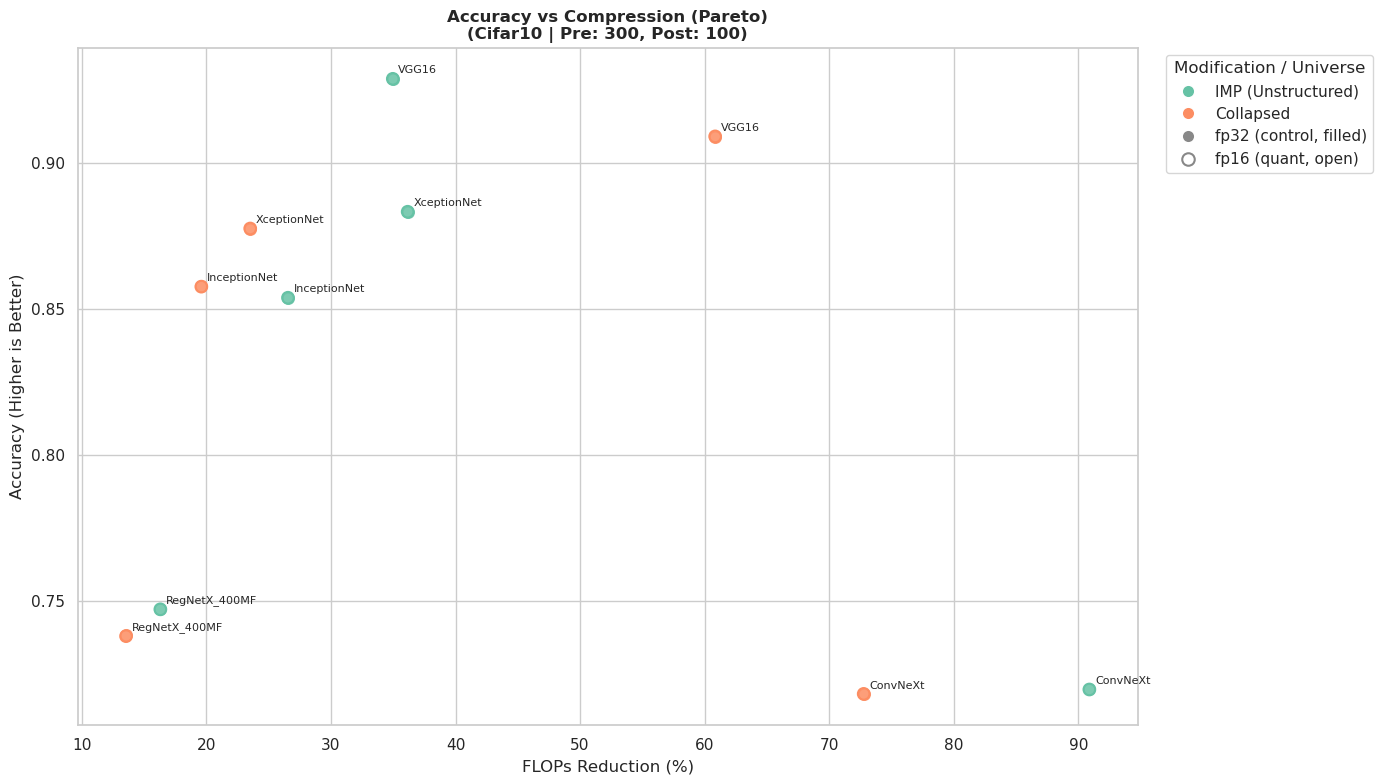 Accuracy vs Compression (Pareto)
(Cifar10 | Pre: 300, Post: 100)
Modification / Universe
IMP (Unstructured)
Collapsed
fp32 (control, filled)
fp16 (quant, open)
VGG16
VGG16
XceptionNet
XceptionNet
InceptionNet
InceptionNet
RegNetX_400MF
RegNetX_400MF
ConvNeXt
ConvNeXt
Accuracy (Higher is Better)
0.90
0.85
0.80
0.75
10 20 30 40 50 60 70 80 90
FLOPs Reduction (%)